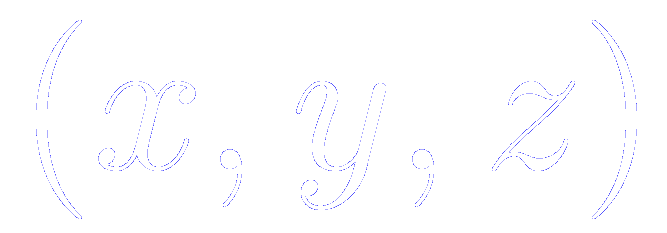 (x, y, z)